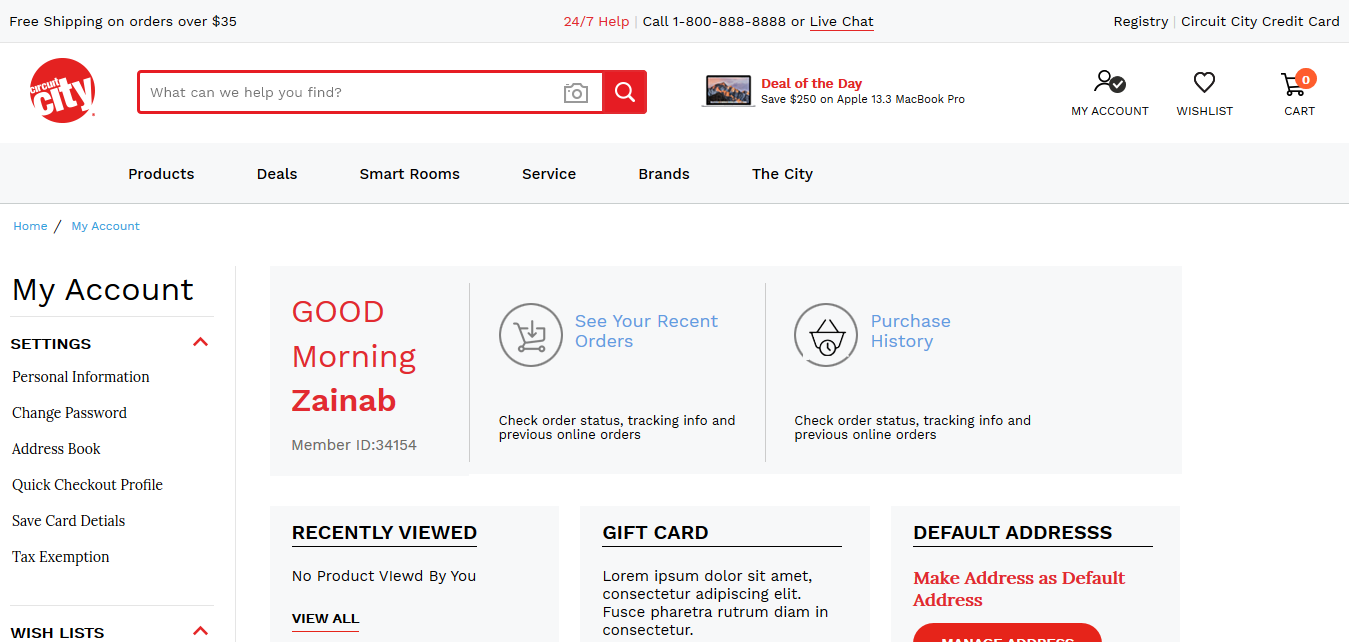 Free Shipping on orders over $35
24/7 Help | Call 1-800-888-8888 or Live Chat
Registry | Circuit City Credit Card
circuit city
What can we help you find?
Deal of the Day
Save $250 on Apple 13.3 MacBook Pro
MY ACCOUNT
WISHLIST
0
CART
Products
Deals
Smart Rooms
Service
Brands
The City
Home / My Account
My Account
SETTINGS
Personal Information
Change Password
Address Book
Quick Checkout Profile
Save Card Detials
Tax Exemption
WISH LISTS
GOOD
Morning
Zainab
Member ID:34154
See Your Recent
Orders
Check order status, tracking info and
previous online orders
Purchase
History
Check order status, tracking info and
previous online orders
RECENTLY VIEWED
No Product VIewd By You
VIEW ALL
GIFT CARD
Lorem ipsum dolor sit amet,
consectetur adipiscing elit.
Fusce pharetra rutrum diam in
consectetur.
DEFAULT ADDRESSS
Make Address as Default
Address
MANAGE ADDRESS